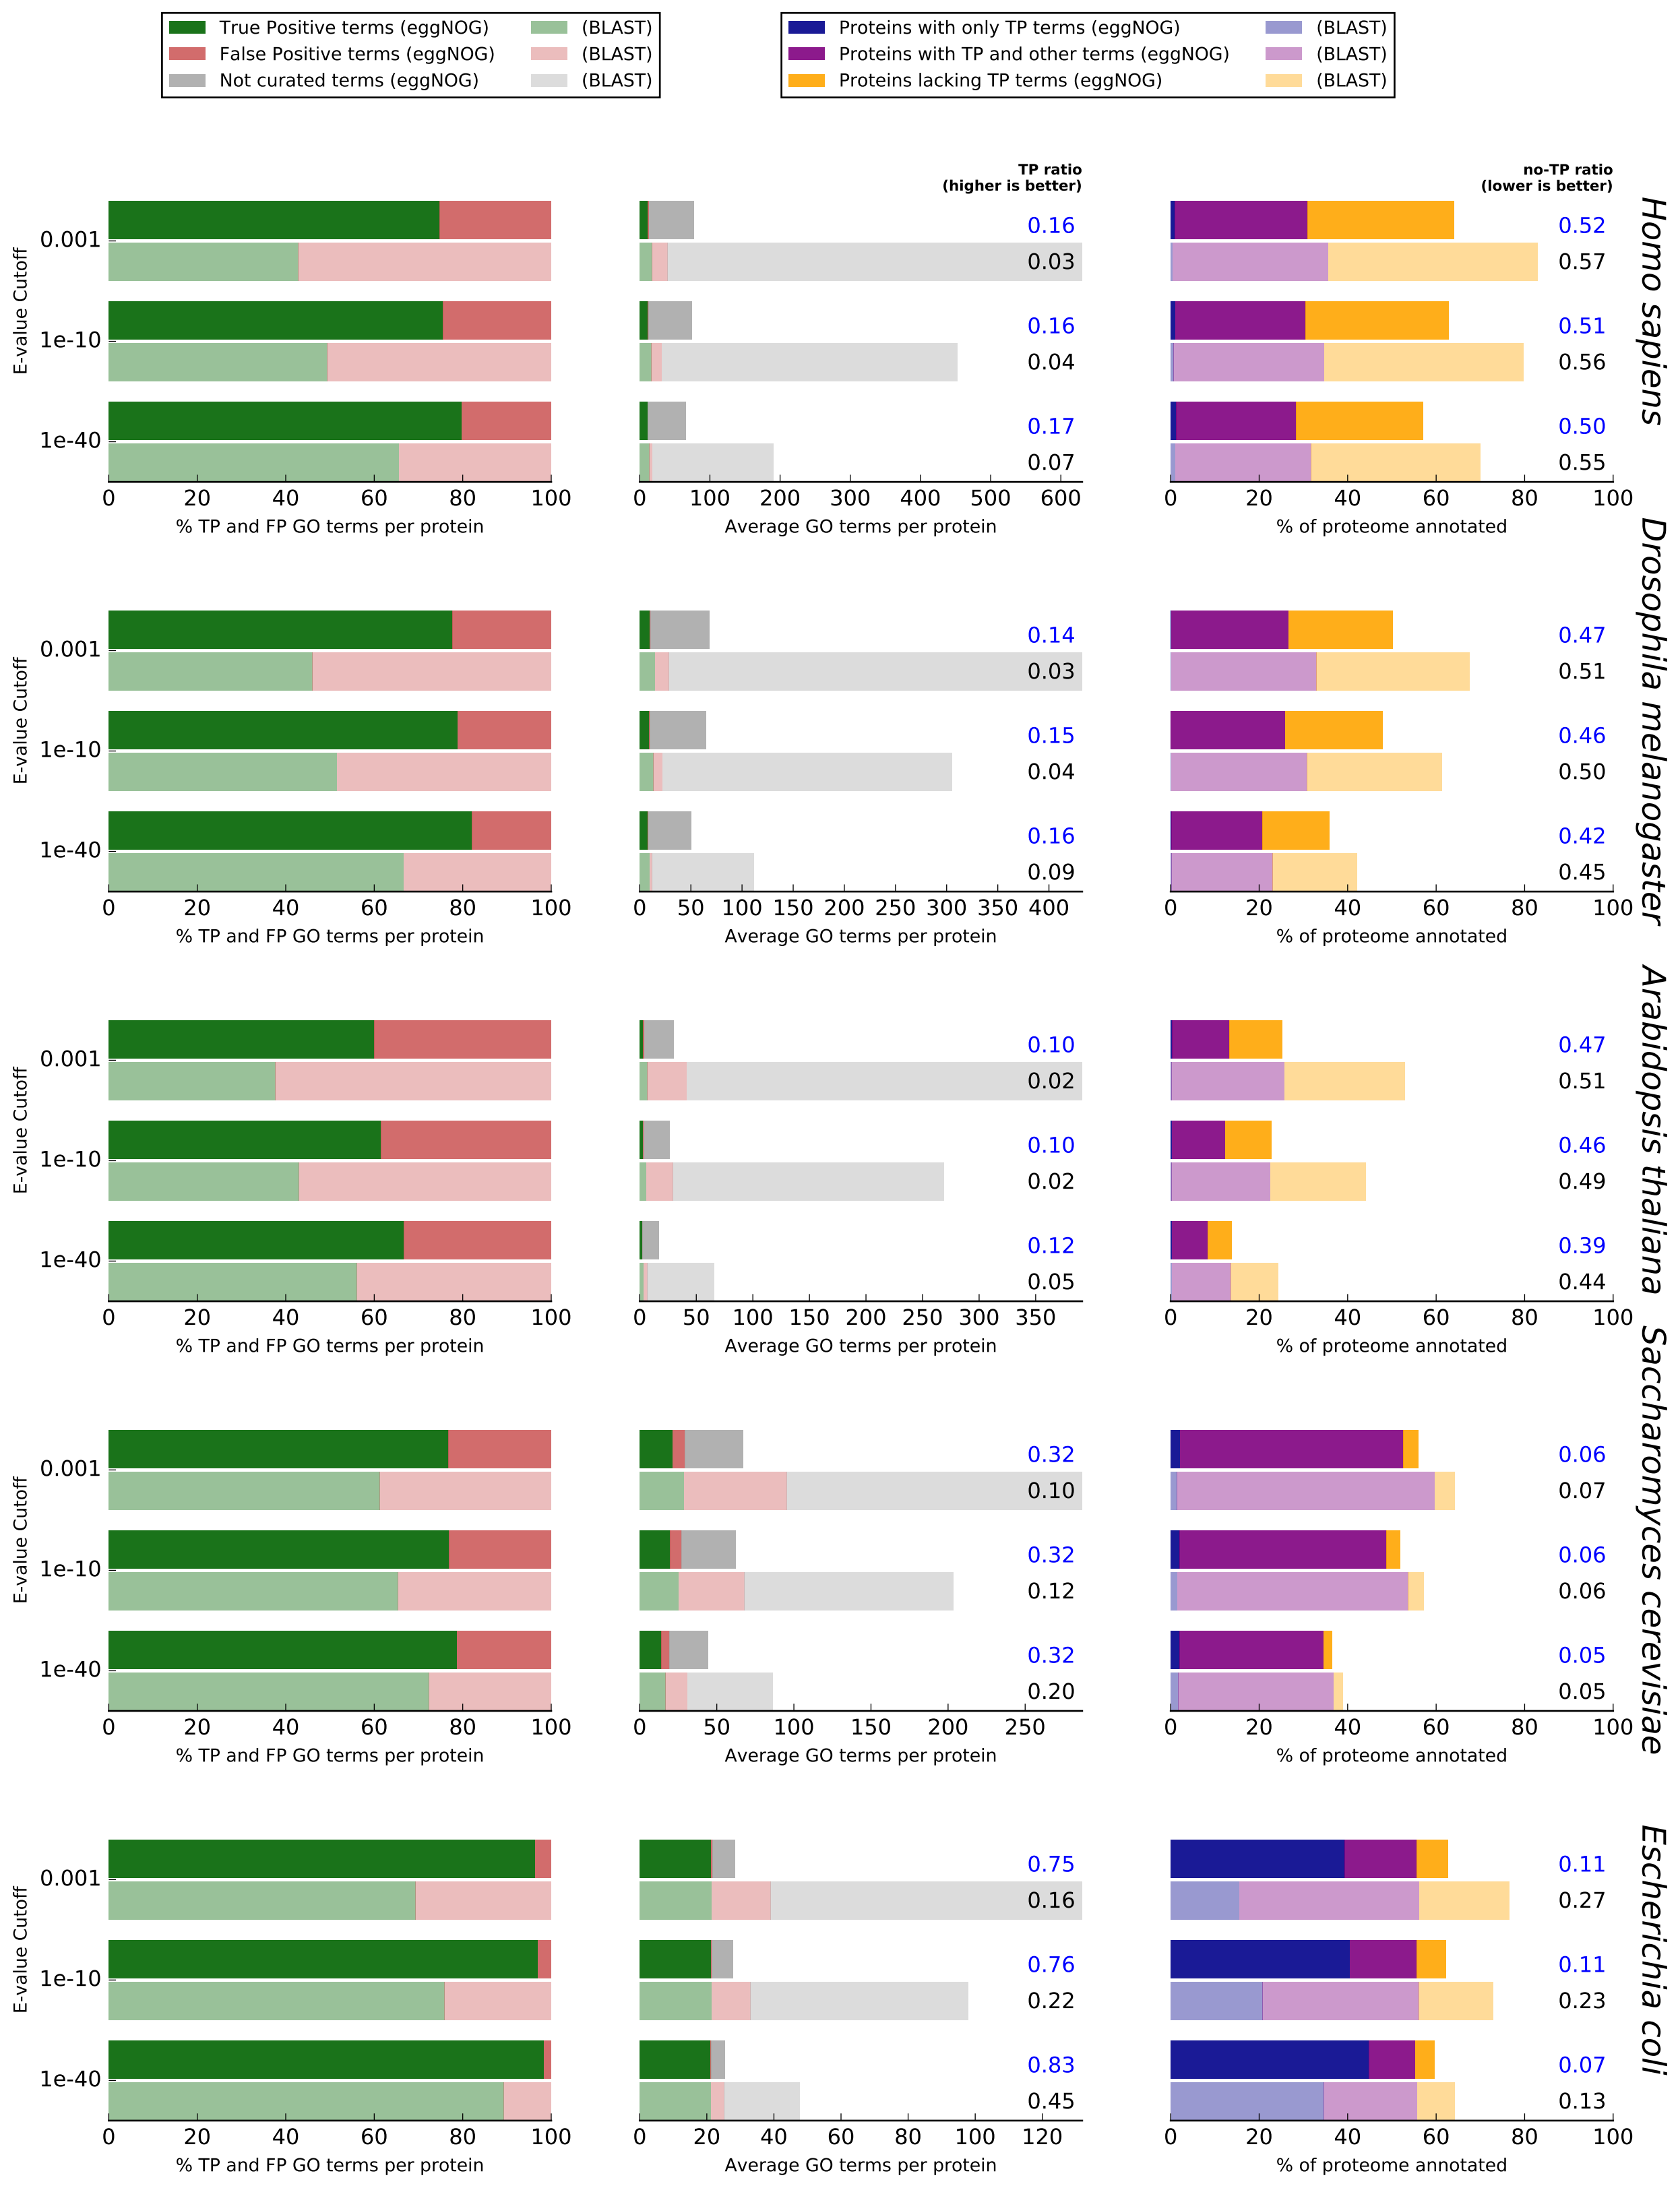 True Positive terms (eggNOG) (BLAST)
False Positive terms (eggNOG) (BLAST)
Not curated terms (eggNOG) (BLAST)
Proteins with only TP terms (eggNOG) (BLAST)
Proteins with TP and other terms (eggNOG) (BLAST)
Proteins lacking TP terms (eggNOG) (BLAST)
TP ratio
(higher is better)
no-TP ratio
(lower is better)
Homo sapiens
E-value Cutoff
0.001
1e-10
1e-40
0 20 40 60 80 100
% TP and FP GO terms per protein
0.16
0.03
0.16
0.04
0.17
0.07
0 100 200 300 400 500 600
Average GO terms per protein
0.52
0.57
0.51
0.56
0.50
0.55
0 20 40 60 80 100
% of proteome annotated
Drosophila melanogaster
E-value Cutoff
0.001
1e-10
1e-40
0 20 40 60 80 100
% TP and FP GO terms per protein
0.14
0.03
0.15
0.04
0.16
0.09
0 50 100 150 200 250 300 350 400
Average GO terms per protein
0.47
0.51
0.46
0.50
0.42
0.45
0 20 40 60 80 100
% of proteome annotated
Arabidopsis thaliana
E-value Cutoff
0.001
1e-10
1e-40
0 20 40 60 80 100
% TP and FP GO terms per protein
0.10
0.02
0.10
0.02
0.12
0.05
0 50 100 150 200 250 300 350
Average GO terms per protein
0.47
0.51
0.46
0.49
0.39
0.44
0 20 40 60 80 100
% of proteome annotated
Saccharomyces cerevisiae
E-value Cutoff
0.001
1e-10
1e-40
0 20 40 60 80 100
% TP and FP GO terms per protein
0.32
0.10
0.32
0.12
0.32
0.20
0 50 100 150 200 250
Average GO terms per protein
0.06
0.07
0.06
0.06
0.05
0.05
0 20 40 60 80 100
% of proteome annotated
Escherichia coli
E-value Cutoff
0.001
1e-10
1e-40
0 20 40 60 80 100
% TP and FP GO terms per protein
0.75
0.16
0.76
0.22
0.83
0.45
0 20 40 60 80 100 120
Average GO terms per protein
0.11
0.27
0.11
0.23
0.07
0.13
0 20 40 60 80 100
% of proteome annotated